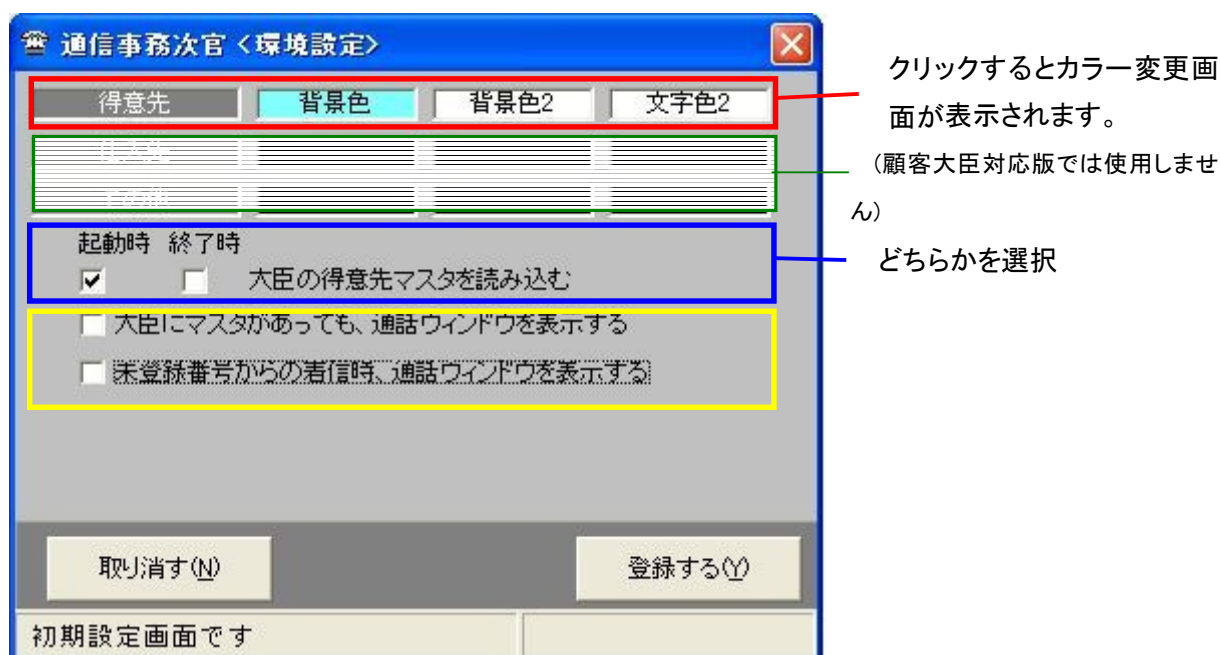 通信事務次官<環境設定>
得意先 背景色 背景色2 文字色2
起動時 終了時
大臣の得意先マスタを読み込む
大臣にマスタがあっても、通話ウィンドウを表示する
未登録番号からの着信時、通話ウィンドウを表示する
取り消す(N) 登録する(Y)
初期設定画面です
クリックするとカラー変更画
面が表示されます。
(顧客大臣対応版では使用しませ
ん)
どちらかを選択